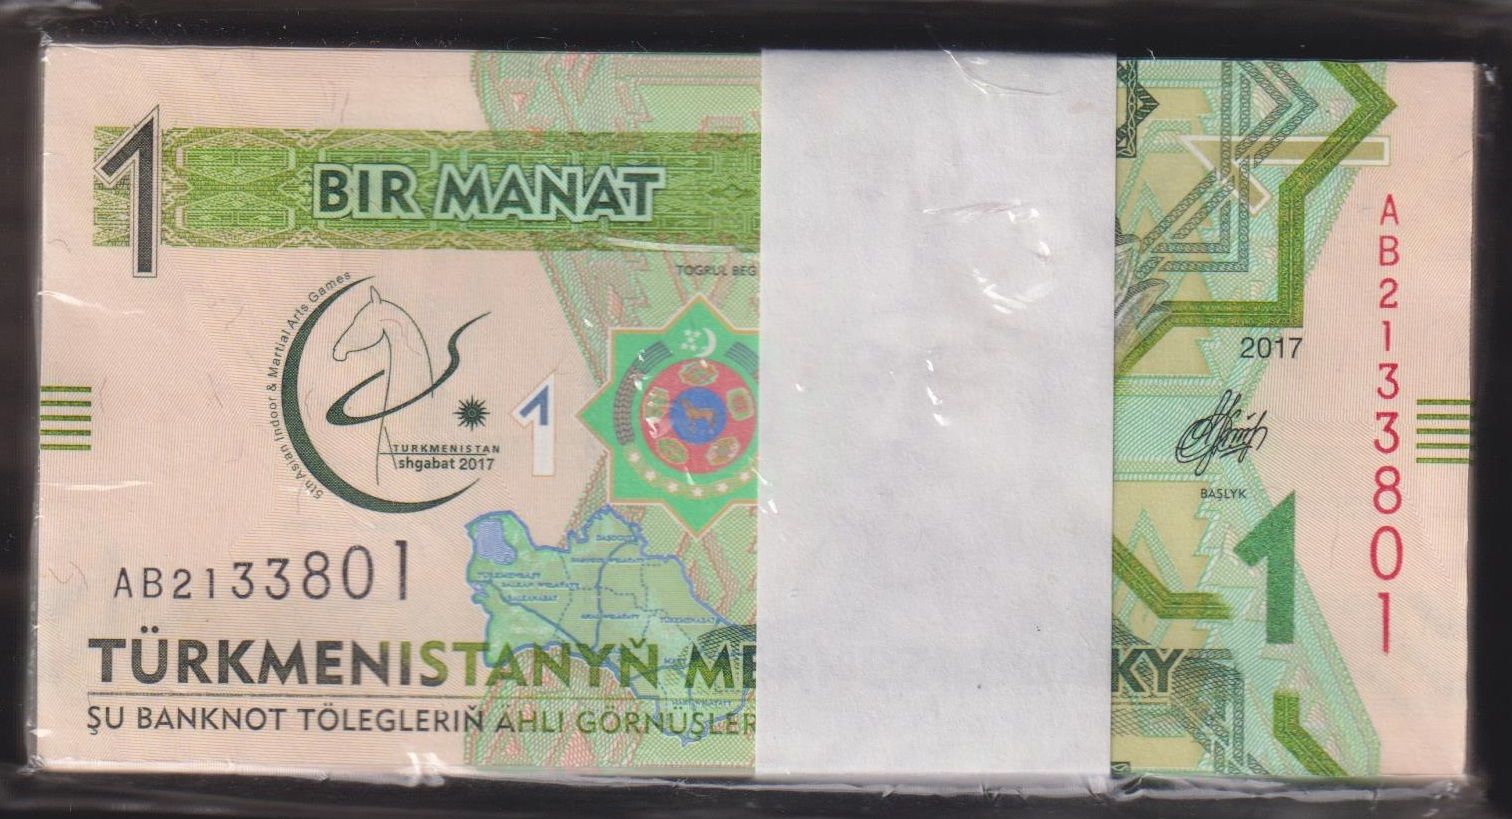 1
BIR MANAT
TOGRUL BEG
5th Asian Indoor & Martial Arts Games
TURKMENISTAN
Ashgabat 2017
1
AB2133801
TÜRKMENISTANYŇ ME
KY
ŞU BANKNOT TÖLEGLERIŇ ÄHLI GÖRNÜŞLER
1
AB2133801
2017
BAŞLYK
1